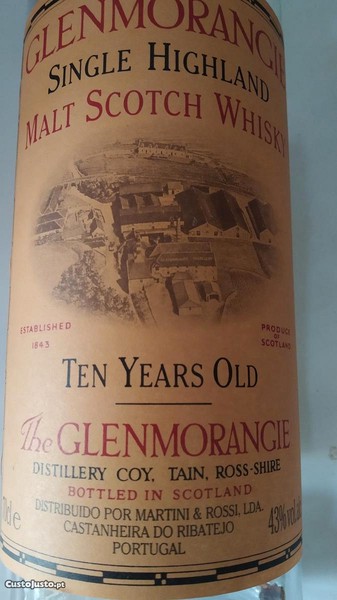 GLENMORANGIE
SINGLE HIGHLAND
MALT SCOTCH WHISKY
ESTABLISHED
1843
PRODUCE
OF
SCOTLAND
TEN YEARS OLD
The GLENMORANGIE
DISTILLERY COY, TAIN, ROSS-SHIRE
BOTTLED IN SCOTLAND
DISTRIBUIDO POR MARTINI & ROSSI, LDA.
CASTANHEIRA DO RIBATEJO
PORTUGAL
43%vol
CustoJusto.pt